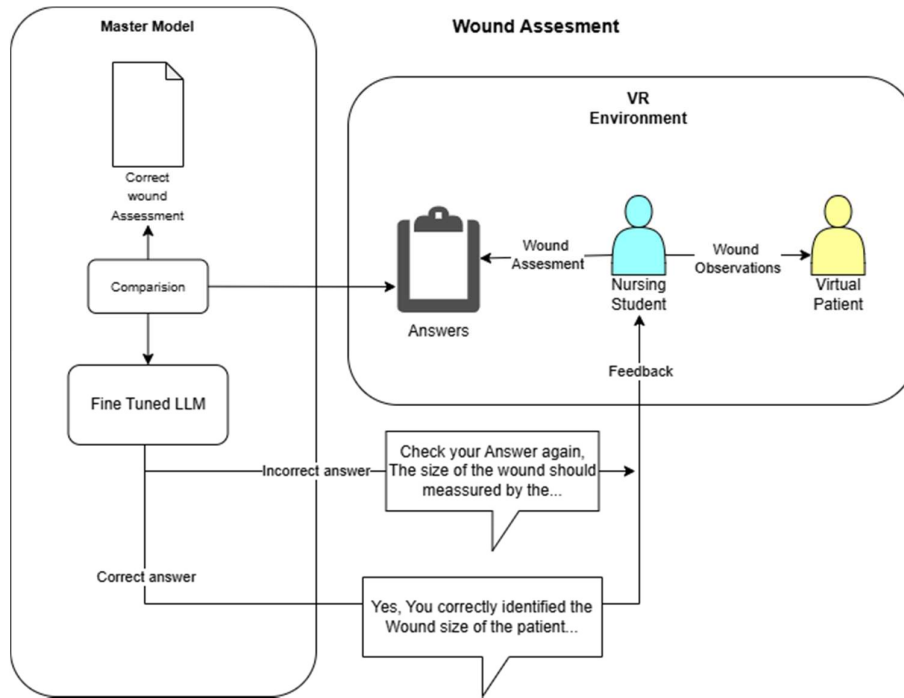 Master Model
Wound Assesment
VR
Environment
Correct
wound
Assessment
Comparision
Wound
Assesment
Wound
Observations
Answers
Nursing
Student
Virtual
Patient
Feedback
Fine Tuned LLM
Incorrect answer
Check your Answer again,
The size of the wound should
meassured by the...
Correct answer
Yes, You correctly identified the
Wound size of the patient...